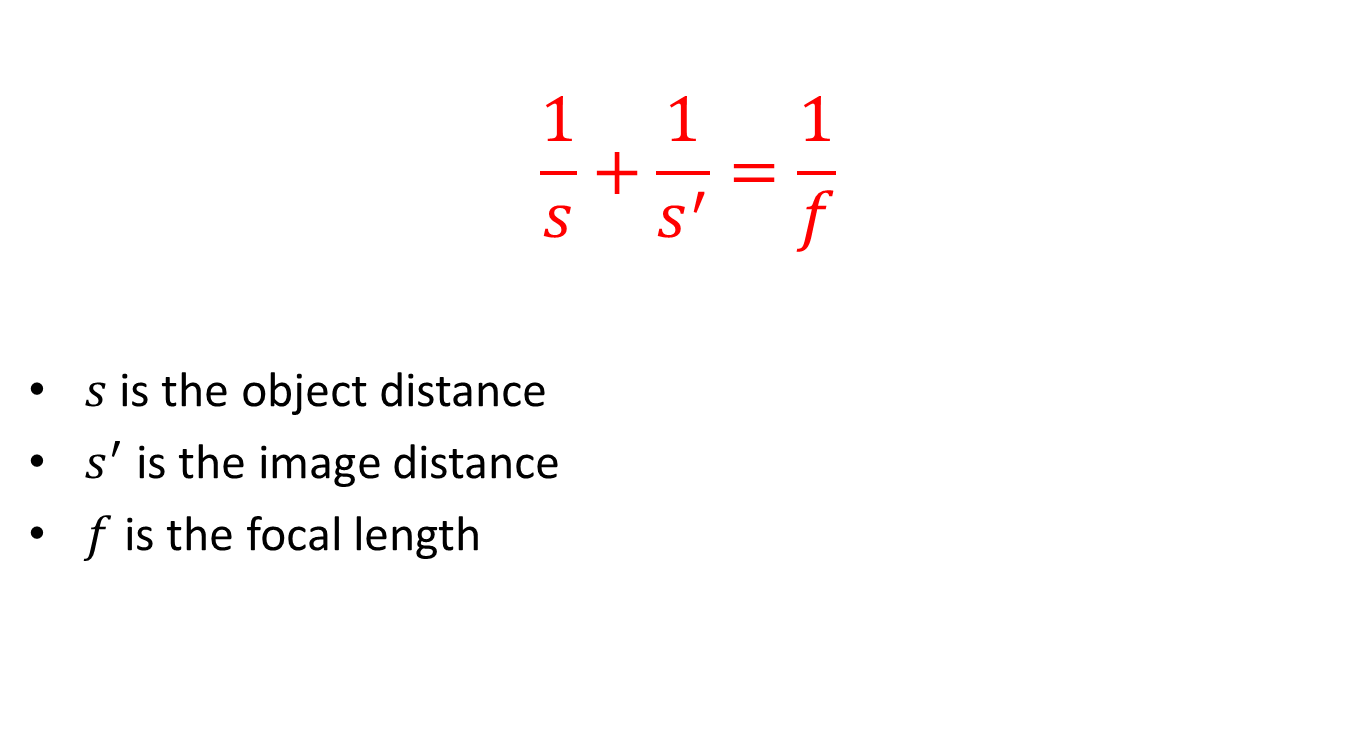 1/s + 1/s′ = 1/f
• s is the object distance
• s′ is the image distance
• f is the focal length